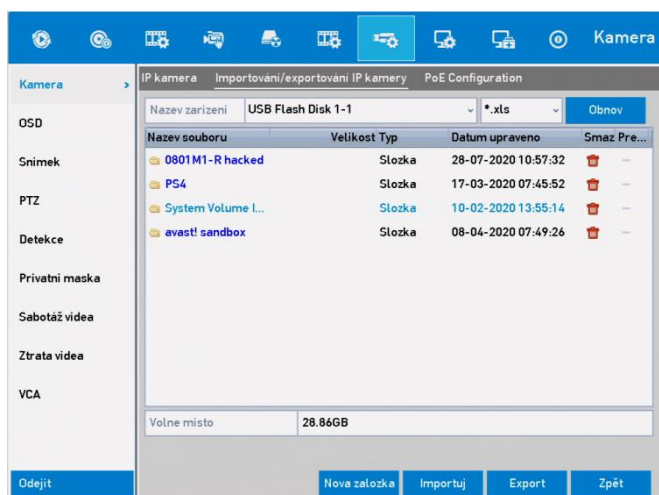 Kamera
IP kamera Importování/exportování IP kamery PoE Configuration
Kamera >
OSD
Snimek
PTZ
Detekce
Privatni maska
Sabotáž videa
Ztrata videa
VCA
Odejít
Nazev zarizeni USB Flash Disk 1-1 *.xls Obnov
Nazev souboru Velikost Typ Datum upraveno Smaz Pre...
0801M1-R hacked Slozka 28-07-2020 10:57:32 —
PS4 Slozka 17-03-2020 07:45:52 —
System Volume I... Slozka 10-02-2020 13:55:14 —
avast! sandbox Slozka 08-04-2020 07:49:26 —
Volne misto 28.86GB
Nova zalozka Importuj Export Zpět